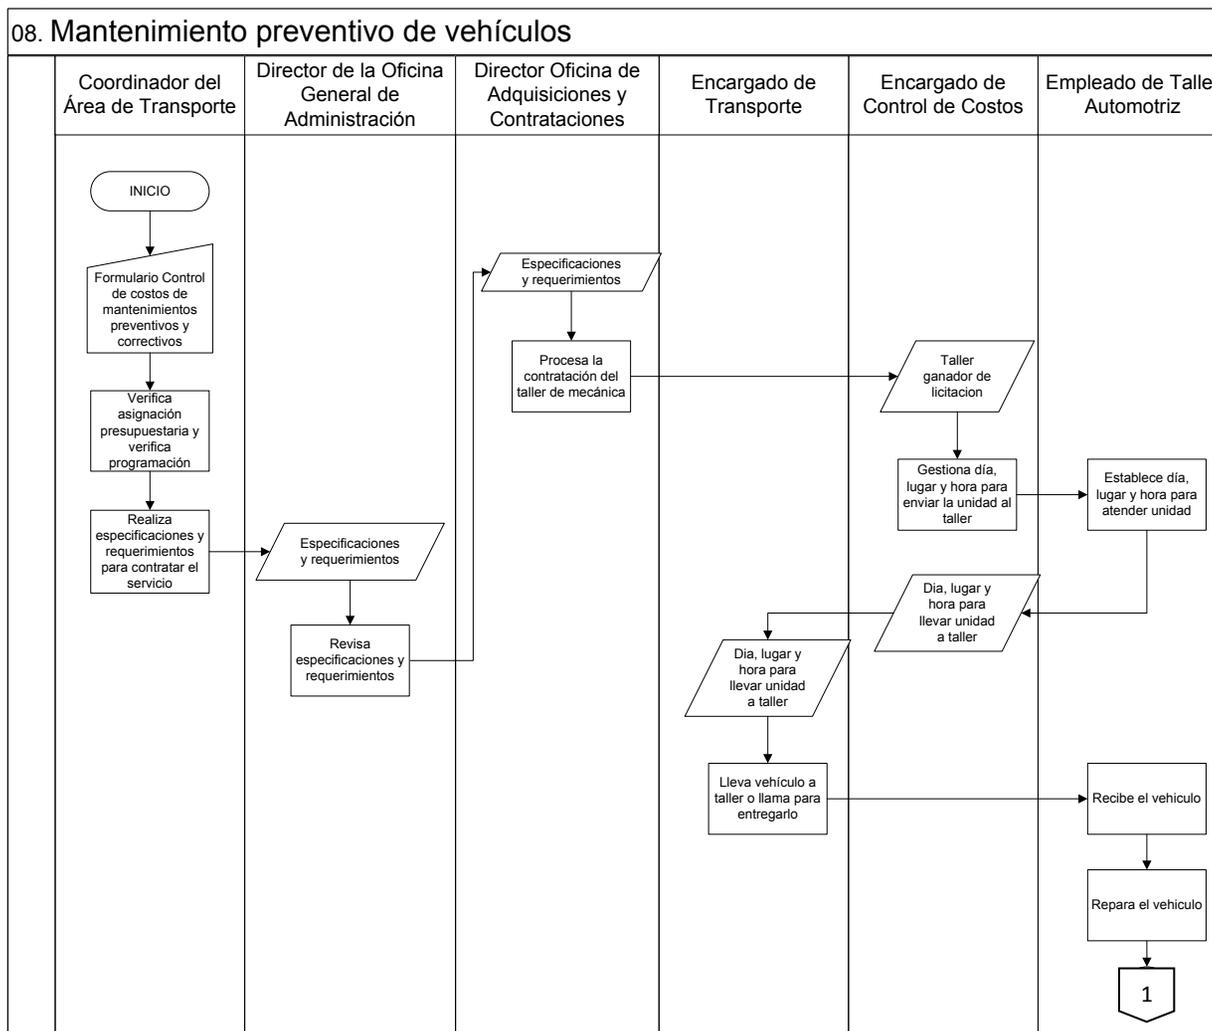 08. Mantenimiento preventivo de vehículos
Coordinador del
Área de Transporte
Director de la Oficina
General de
Administración
Director Oficina de
Adquisiciones y
Contrataciones
Encargado de
Transporte
Encargado de
Control de Costos
Empleado de Talle
Automotriz
INICIO
Formulario Control
de costos de
mantenimientos
preventivos y
correctivos
Verifica
asignación
presupuestaria y
verifica
programación
Realiza
especificaciones y
requerimientos
para contratar el
servicio
Especificaciones
y requerimientos
Revisa
especificaciones y
requerimientos
Especificaciones
y requerimientos
Procesa la
contratación del
taller de mecánica
Taller
ganador de
licitacion
Gestiona día,
lugar y hora para
enviar la unidad al
taller
Establece día,
lugar y hora para
atender unidad
Dia, lugar y
hora para
llevar unidad
a taller
Dia, lugar y
hora para
llevar unidad
a taller
Lleva vehículo a
taller o llama para
entregarlo
Recibe el vehiculo
Repara el vehiculo
1